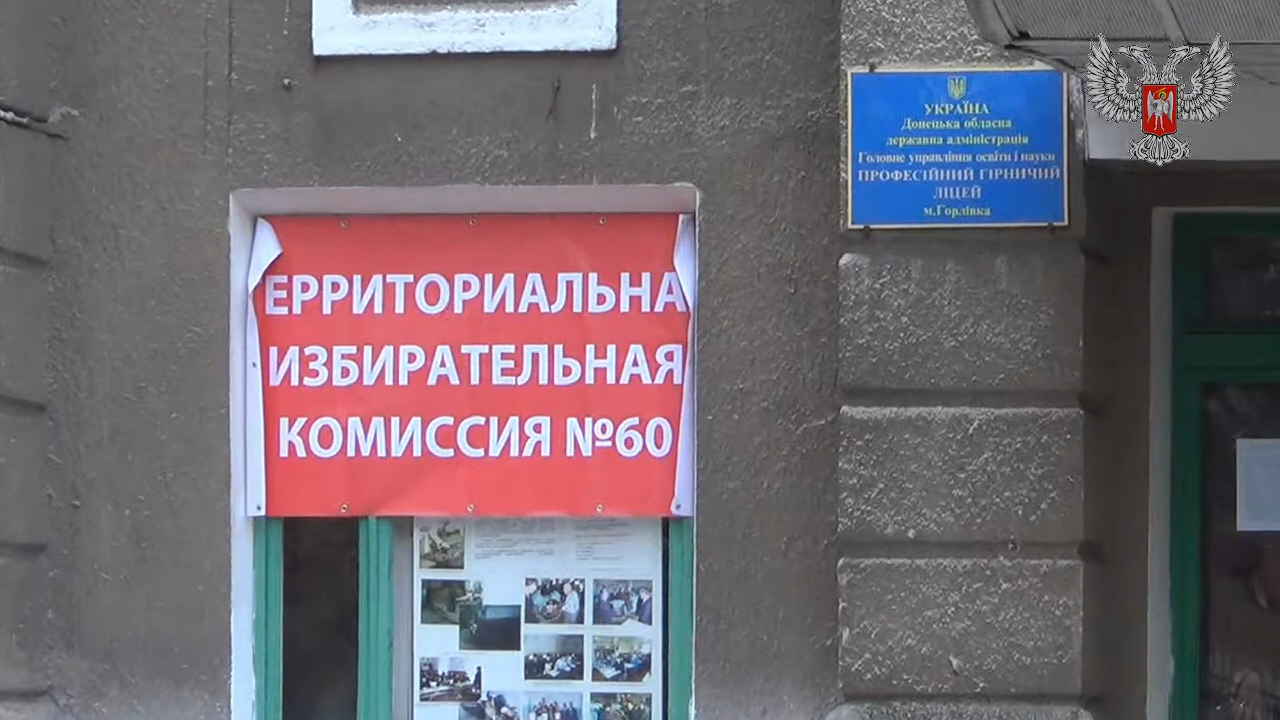 ЕРРИТОРИАЛЬНА
ИЗБИРАТЕЛЬНАЯ
КОМИССИЯ №60
УКРАЇНА
Донецька обласна
державна адміністрація
Головне управління освіти і науки
ПРОФЕСІЙНИЙ ГІРНИЧИЙ
ЛІЦЕЙ
м.Горлівка